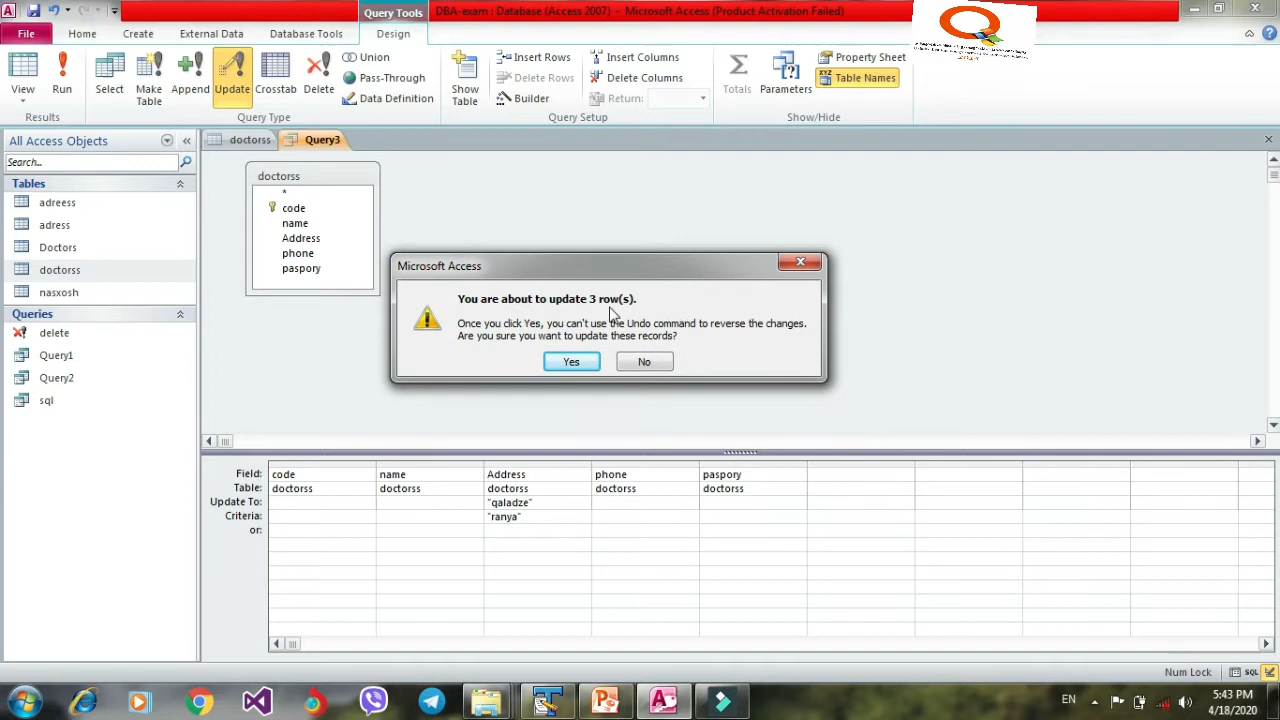 Query Tools
DBA-exam : Database (Access 2007) - Microsoft Access (Product Activation Failed)
File
Home
Create
External Data
Database Tools
Design
View
Run
Select
Make Table
Append
Update
Crosstab
Delete
Union
Pass-Through
Data Definition
Show Table
Insert Rows
Delete Rows
Builder
Insert Columns
Delete Columns
Return:
Totals
Parameters
Property Sheet
Table Names
Results
Query Type
Query Setup
Show/Hide
All Access Objects
doctorss
Query3
Search...
Tables
adreess
adress
Doctors
doctorss
nasxosh
Queries
delete
Query1
Query2
sql
doctorss
*
code
name
Address
phone
paspory
Microsoft Access
You are about to update 3 row(s).
Once you click Yes, you can't use the Undo command to reverse the changes.
Are you sure you want to update these records?
Yes
No
Field: code name Address phone paspory
Table: doctorss doctorss doctorss doctorss doctorss
Update To: "qaladze"
Criteria: "ranya"
or:
Num Lock
SQL
EN
5:43 PM
4/18/2020